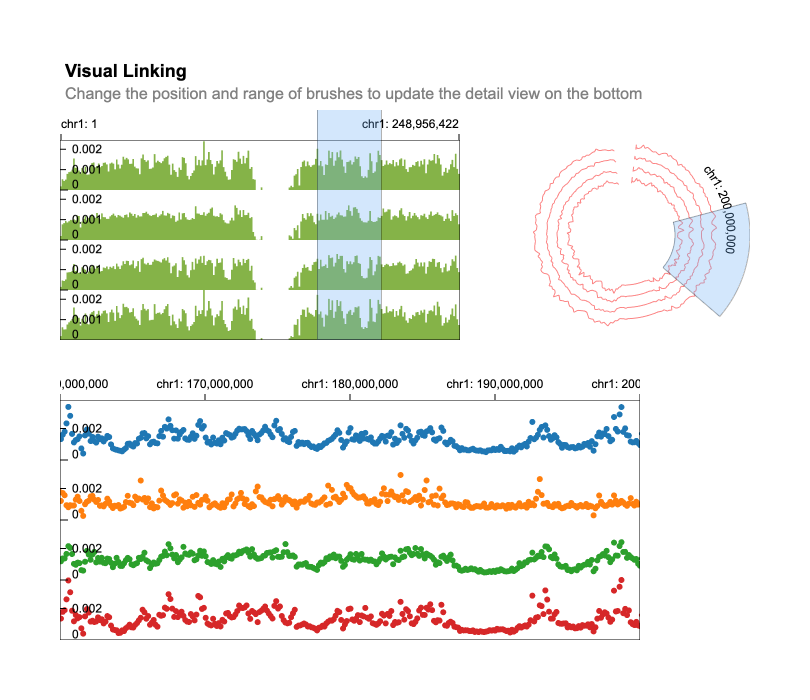 Visual Linking
Change the position and range of brushes to update the detail view on the bottom
chr1: 1
chr1: 248,956,422
0.002
0.001
0
0.002
0.001
0
0.002
0.001
0
0.002
0.001
0
chr1: 200,000,000
0,000,000
chr1: 170,000,000
chr1: 180,000,000
chr1: 190,000,000
chr1: 200
0.002
0
0.002
0
0.002
0
0.002
0